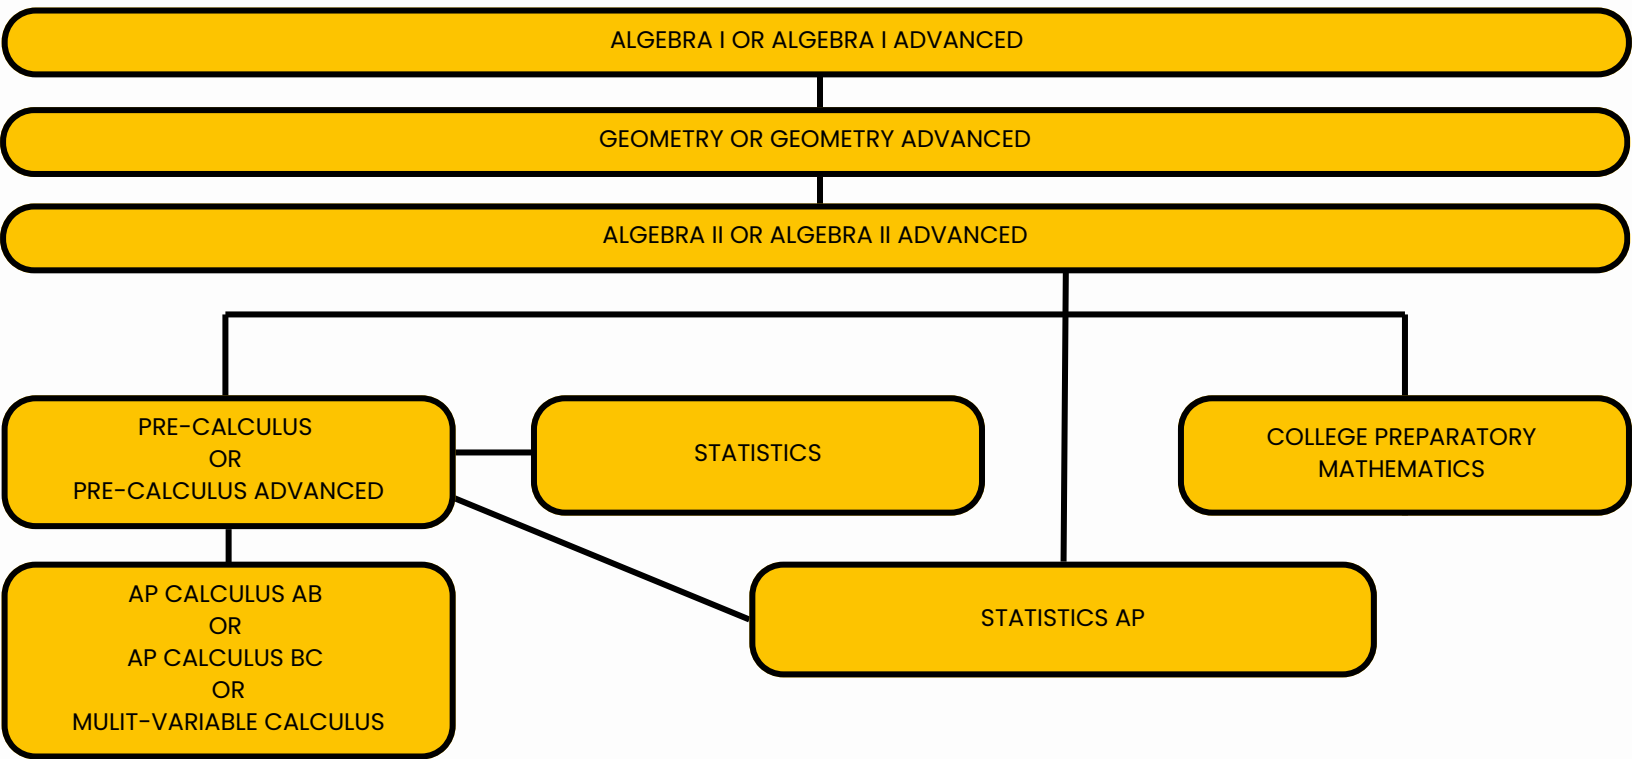 ALGEBRA I OR ALGEBRA I ADVANCED
GEOMETRY OR GEOMETRY ADVANCED
ALGEBRA II OR ALGEBRA II ADVANCED
PRE-CALCULUS
OR
PRE-CALCULUS ADVANCED
STATISTICS
COLLEGE PREPARATORY
MATHEMATICS
AP CALCULUS AB
OR
AP CALCULUS BC
OR
MULIT-VARIABLE CALCULUS
STATISTICS AP